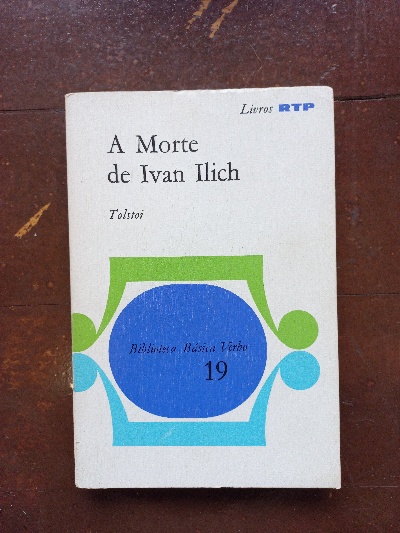 Livros RTP
A Morte
de Ivan Ilich
Tolstoi
Biblioteca Básica Verbo
19